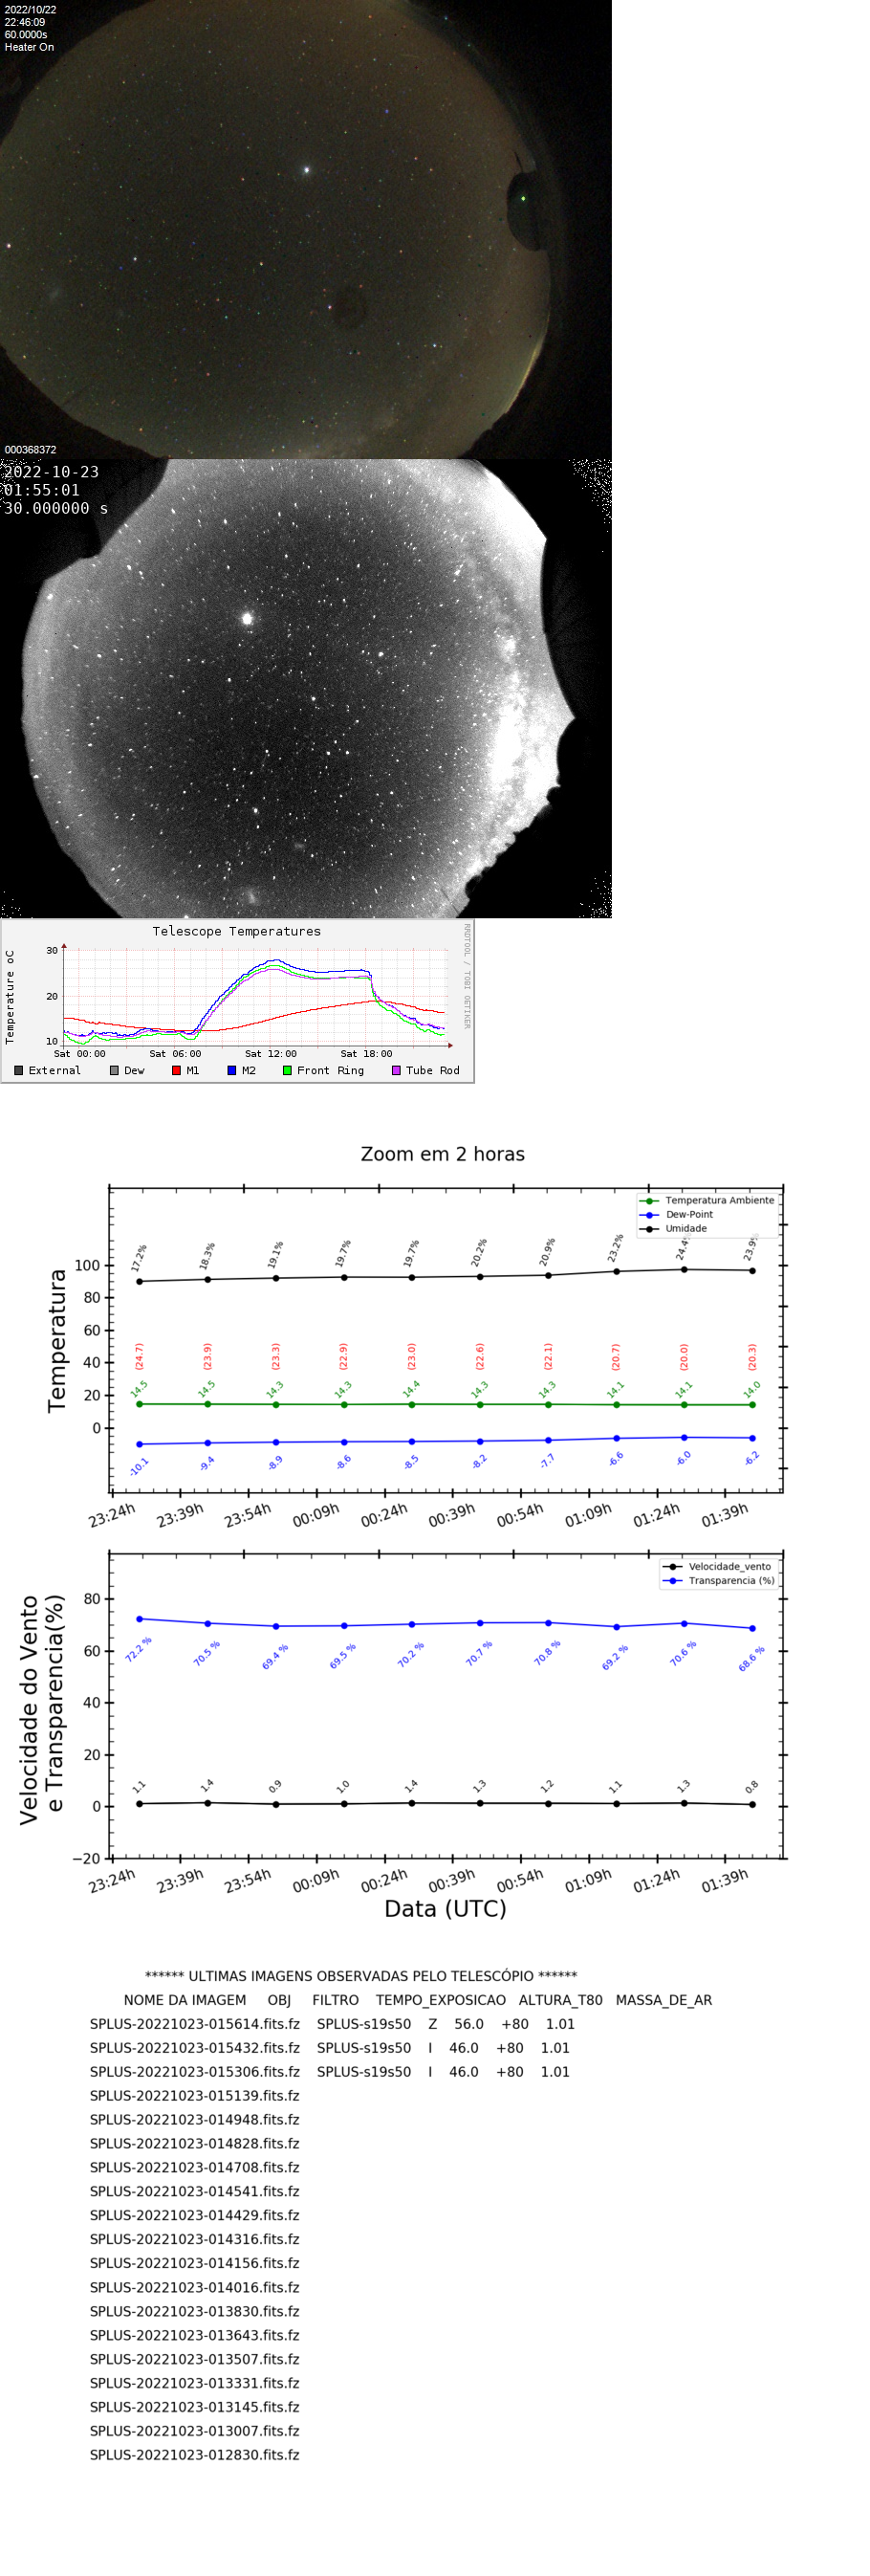 2022/10/22
22:46:09
60.0000s
Heater On
000368372
2022-10-23
01:55:01
30.000000 s
Telescope Temperatures
RRDTOOL / TOBI OETIKER
Temperature oC
30
20
10
Sat 00:00 Sat 06:00 Sat 12:00 Sat 18:00
External Dew M1 M2 Front Ring Tube Rod
Zoom em 2 horas
Temperatura Ambiente
Dew-Point
Umidade
17.2% 18.3% 19.1% 19.7% 19.7% 20.2% 20.9% 23.2% 24.4% 23.9%
Temperatura
100
80
60
40
20
0
(24.7) (23.9) (23.3) (22.9) (23.0) (22.6) (22.1) (20.7) (20.0) (20.3)
14.5 14.5 14.3 14.3 14.4 14.3 14.3 14.1 14.1 14.0
-10.1 -9.4 -8.9 -8.6 -8.5 -8.2 -7.7 -6.6 -6.0 -6.2
23:24h 23:39h 23:54h 00:09h 00:24h 00:39h 00:54h 01:09h 01:24h 01:39h
Velocidade_vento
Transparencia (%)
Velocidade do Vento
e Transparencia(%)
80
60
40
20
0
−20
72.2 % 70.5 % 69.4 % 69.5 % 70.2 % 70.7 % 70.8 % 69.2 % 70.6 % 68.6 %
1.1 1.4 0.9 1.0 1.4 1.3 1.2 1.1 1.3 0.8
23:24h 23:39h 23:54h 00:09h 00:24h 00:39h 00:54h 01:09h 01:24h 01:39h
Data (UTC)
****** ULTIMAS IMAGENS OBSERVADAS PELO TELESCÓPIO ******
NOME DA IMAGEM OBJ FILTRO TEMPO_EXPOSICAO ALTURA_T80 MASSA_DE_AR
SPLUS-20221023-015614.fits.fz SPLUS-s19s50 Z 56.0 +80 1.01
SPLUS-20221023-015432.fits.fz SPLUS-s19s50 I 46.0 +80 1.01
SPLUS-20221023-015306.fits.fz SPLUS-s19s50 I 46.0 +80 1.01
SPLUS-20221023-015139.fits.fz
SPLUS-20221023-014948.fits.fz
SPLUS-20221023-014828.fits.fz
SPLUS-20221023-014708.fits.fz
SPLUS-20221023-014541.fits.fz
SPLUS-20221023-014429.fits.fz
SPLUS-20221023-014316.fits.fz
SPLUS-20221023-014156.fits.fz
SPLUS-20221023-014016.fits.fz
SPLUS-20221023-013830.fits.fz
SPLUS-20221023-013643.fits.fz
SPLUS-20221023-013507.fits.fz
SPLUS-20221023-013331.fits.fz
SPLUS-20221023-013145.fits.fz
SPLUS-20221023-013007.fits.fz
SPLUS-20221023-012830.fits.fz